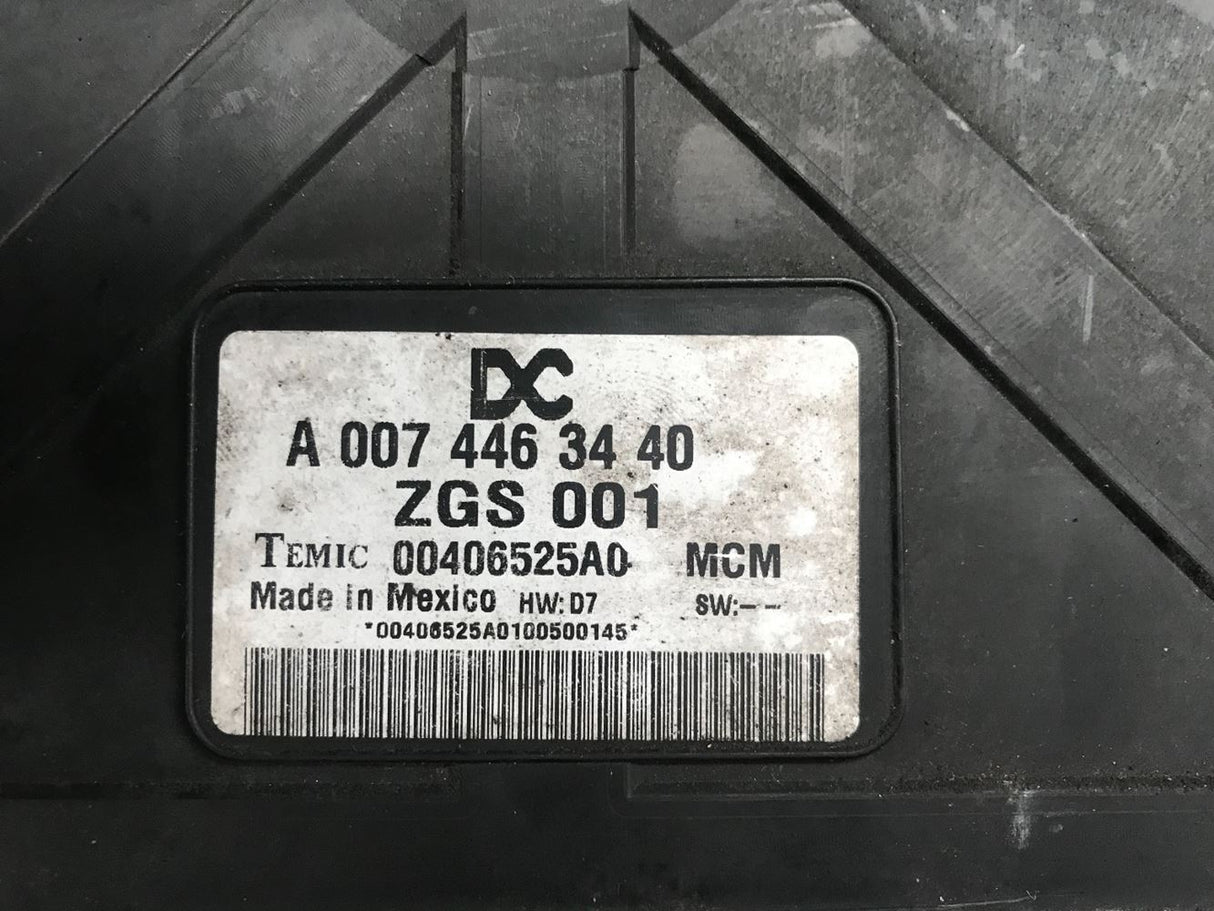 DC
A 007 446 34 40
ZGS 001
TEMIC 00406525A0 MCM
Made in Mexico HW: D7 SW:--
*00406525A0100500145*